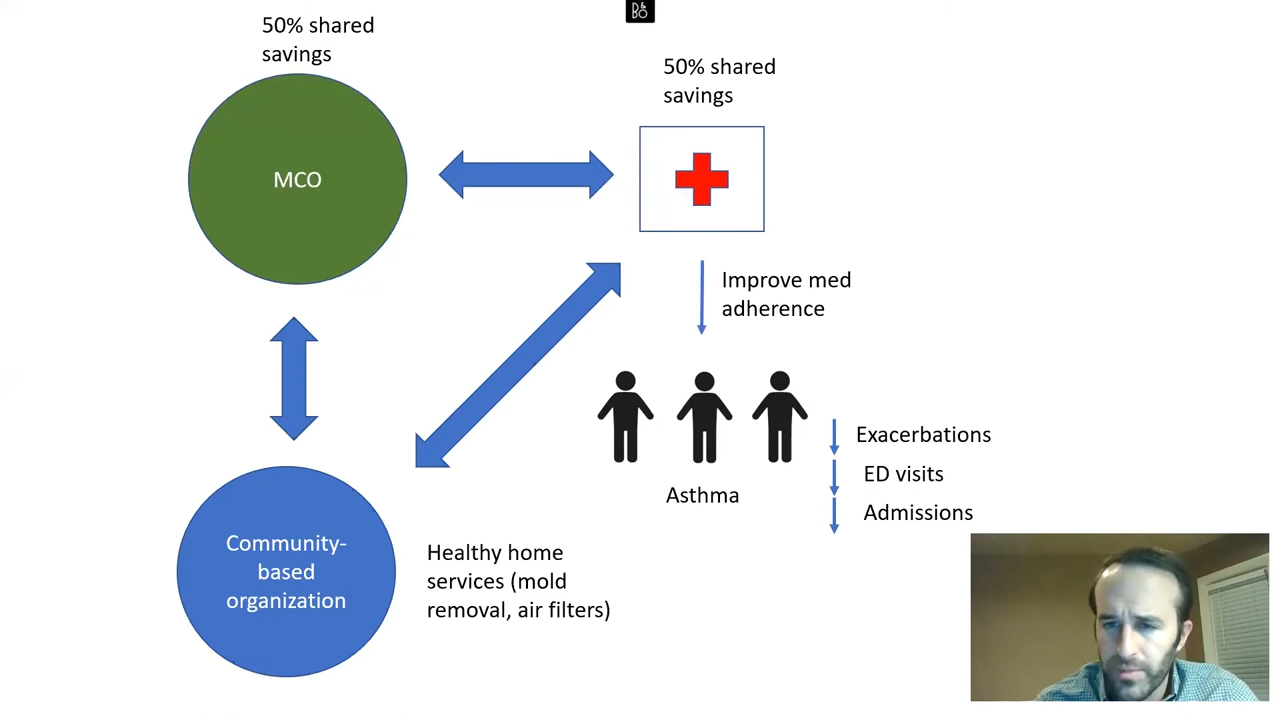 D&
BO
50% shared
savings
50% shared
savings
MCO
Improve med
adherence
Exacerbations
ED visits
Asthma
Admissions
Community-
based
organization
Healthy home
services (mold
removal, air filters)